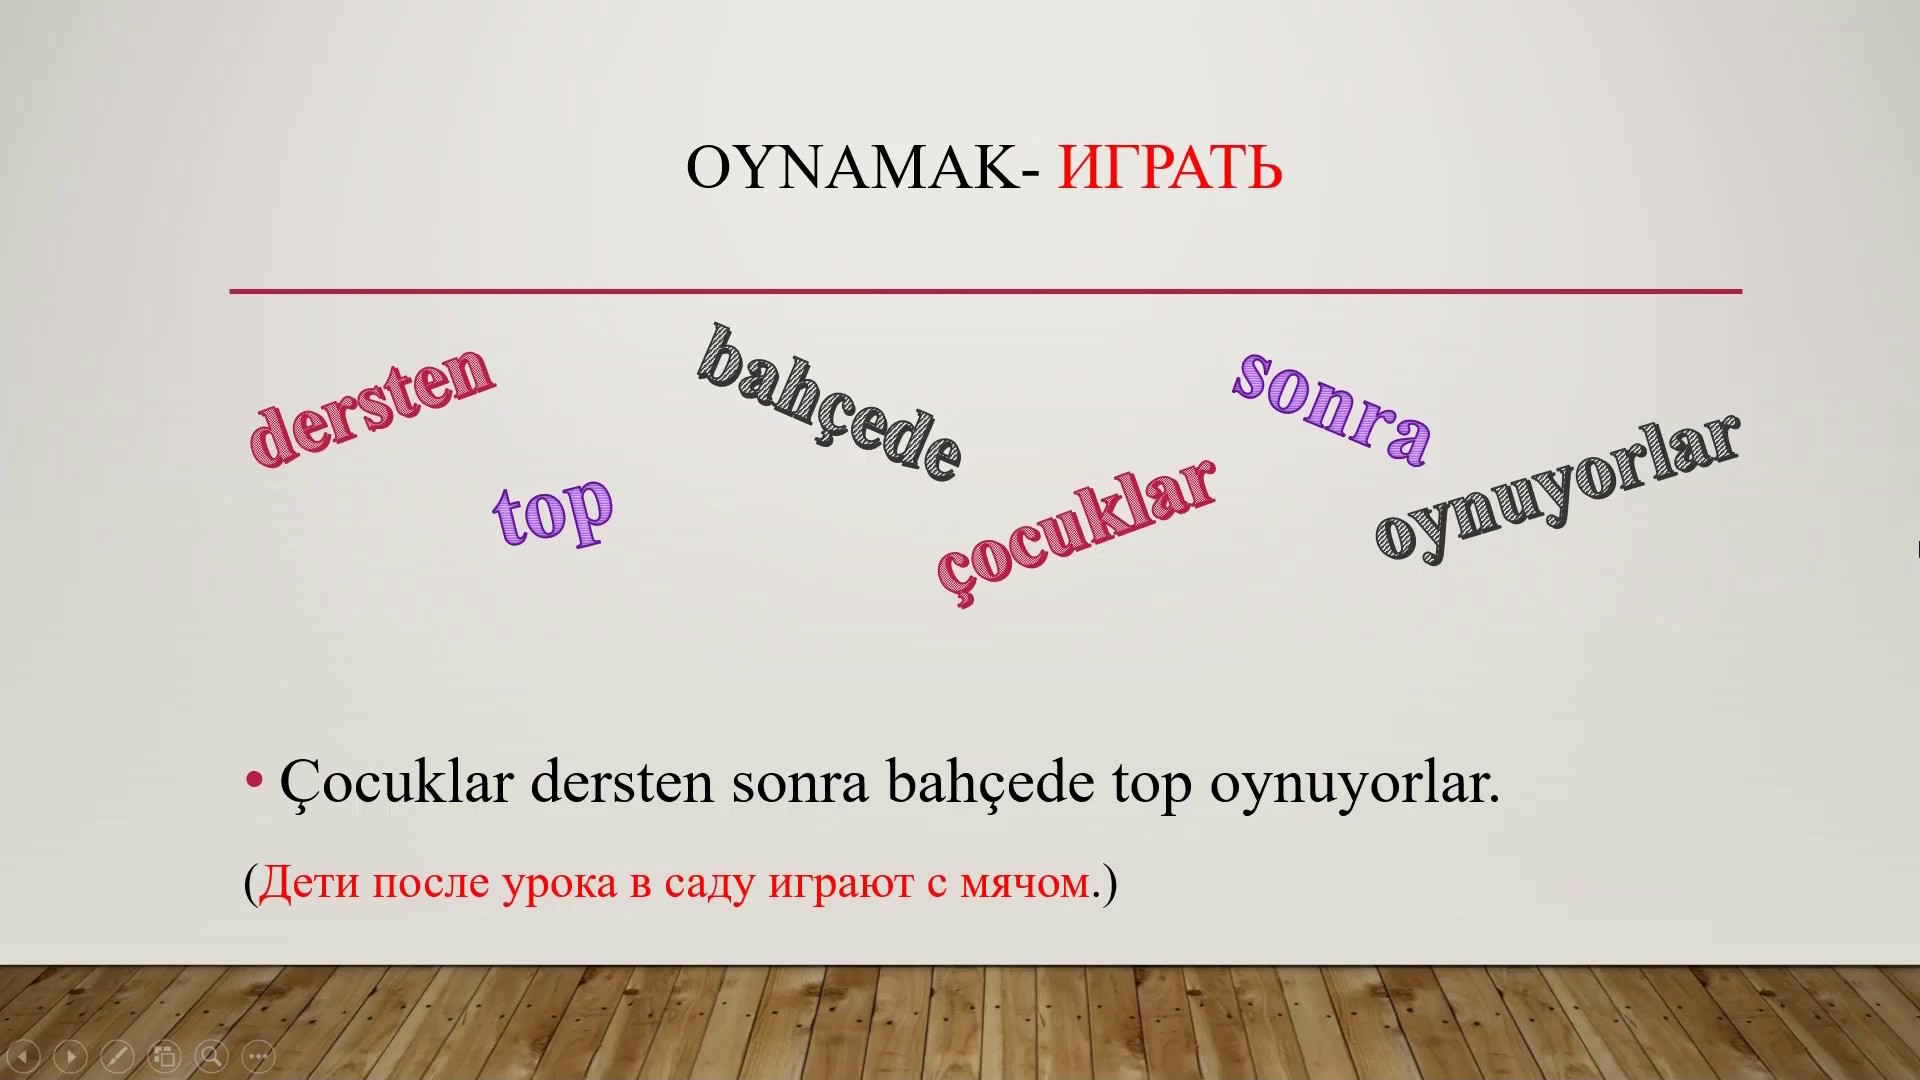 OYNAMAK- ИГРАТЬ
dersten
bahçede
sonra
top
çocuklar
oynuyorlar
• Çocuklar dersten sonra bahçede top oynuyorlar.
(Дети после урока в саду играют с мячом.)